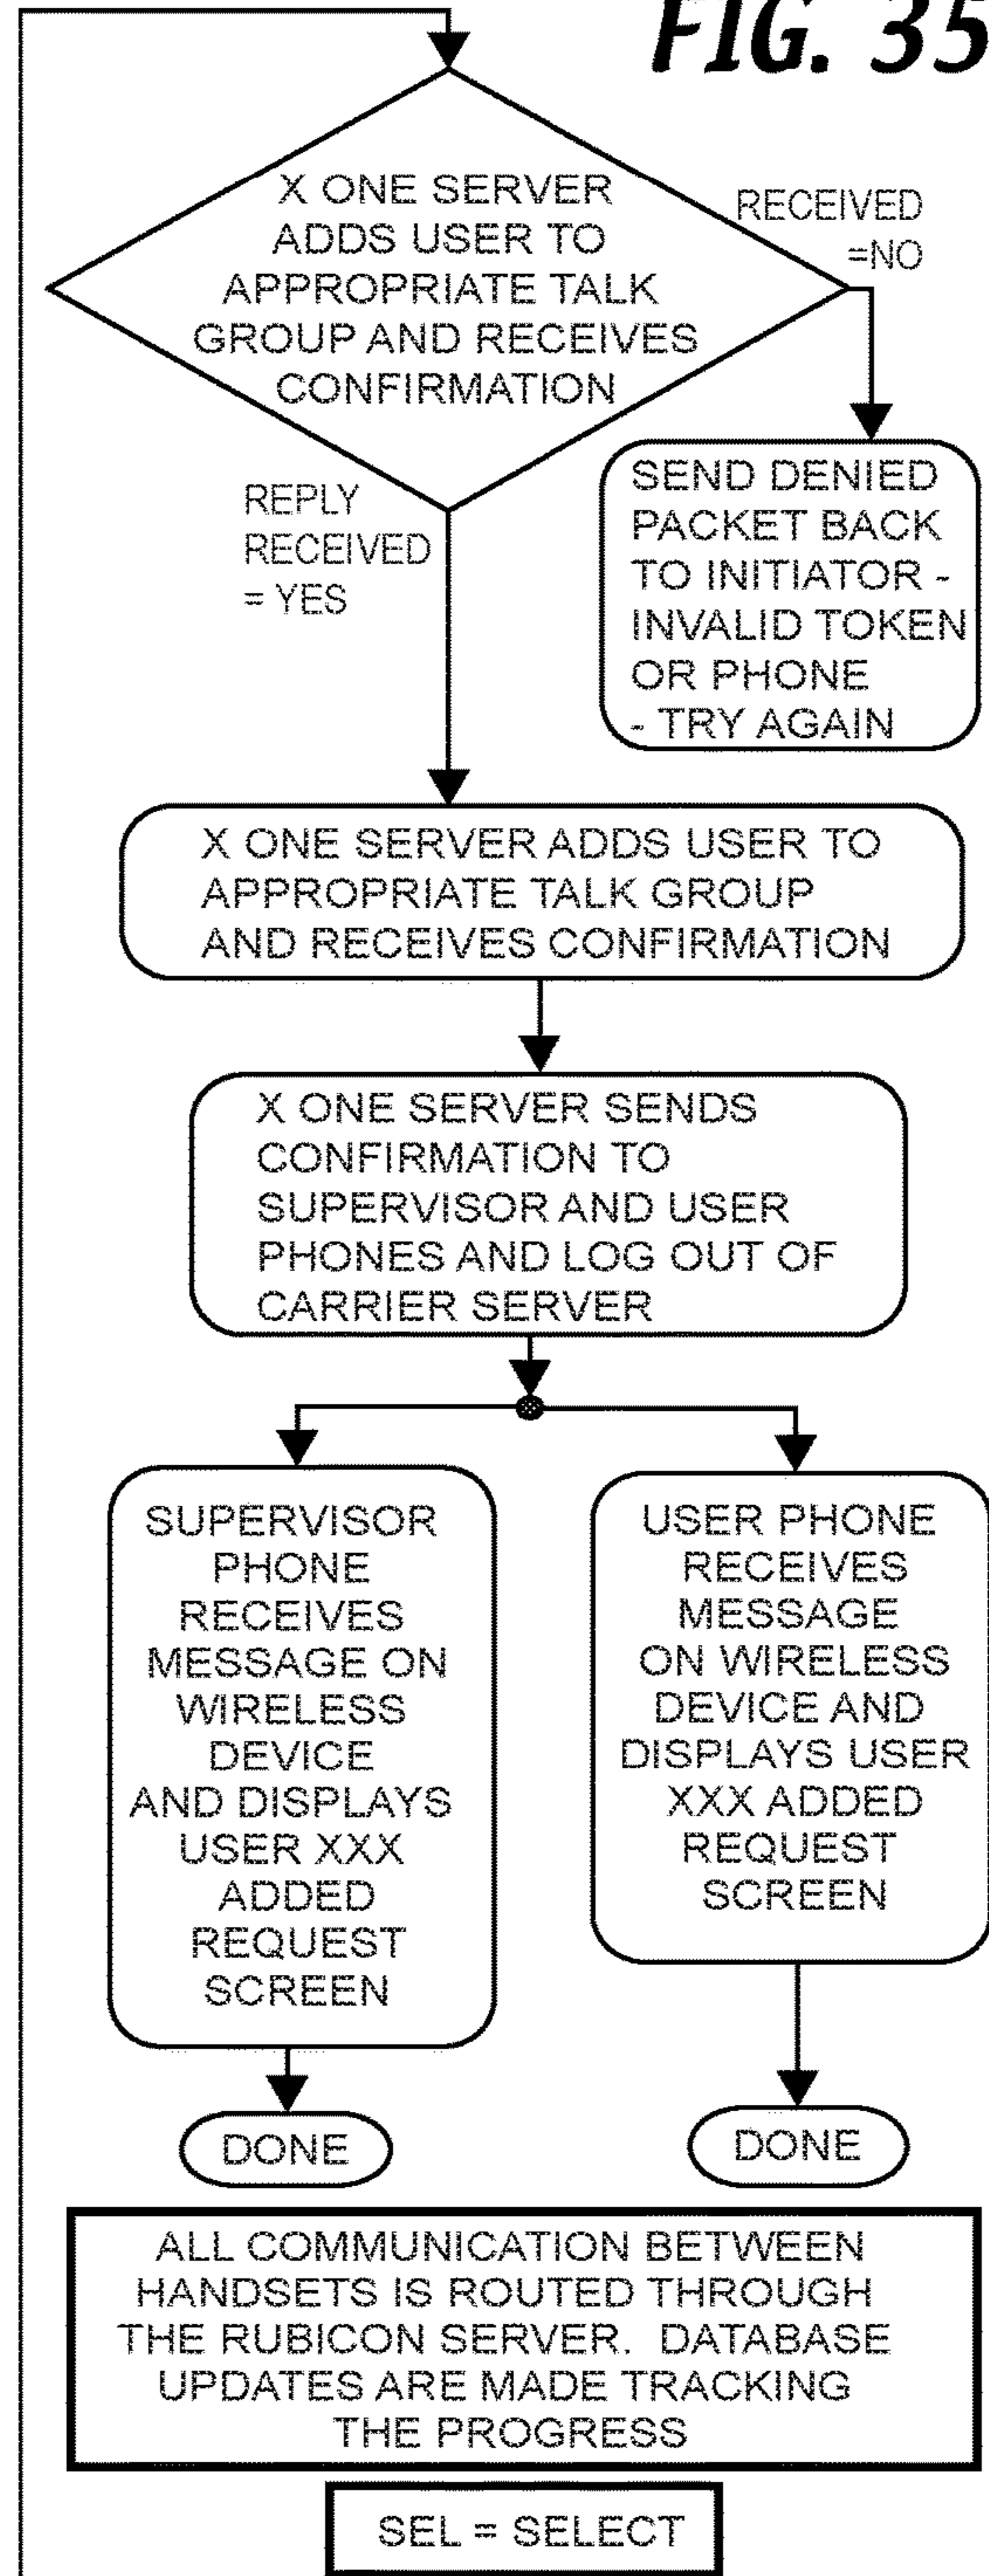 FIG. 35
X ONE SERVER
ADDS USER TO
APPROPRIATE TALK
GROUP AND RECEIVES
CONFIRMATION
RECEIVED
=NO
SEND DENIED
PACKET BACK
TO INITIATOR -
INVALID TOKEN
OR PHONE
- TRY AGAIN
REPLY
RECEIVED
= YES
X ONE SERVER ADDS USER TO
APPROPRIATE TALK GROUP
AND RECEIVES CONFIRMATION
X ONE SERVER SENDS
CONFIRMATION TO
SUPERVISOR AND USER
PHONES AND LOG OUT OF
CARRIER SERVER
SUPERVISOR
PHONE
RECEIVES
MESSAGE ON
WIRELESS
DEVICE
AND DISPLAYS
USER XXX
ADDED
REQUEST
SCREEN
USER PHONE
RECEIVES
MESSAGE
ON WIRELESS
DEVICE AND
DISPLAYS USER
XXX ADDED
REQUEST
SCREEN
DONE
DONE
ALL COMMUNICATION BETWEEN
HANDSETS IS ROUTED THROUGH
THE RUBICON SERVER. DATABASE
UPDATES ARE MADE TRACKING
THE PROGRESS
SEL = SELECT